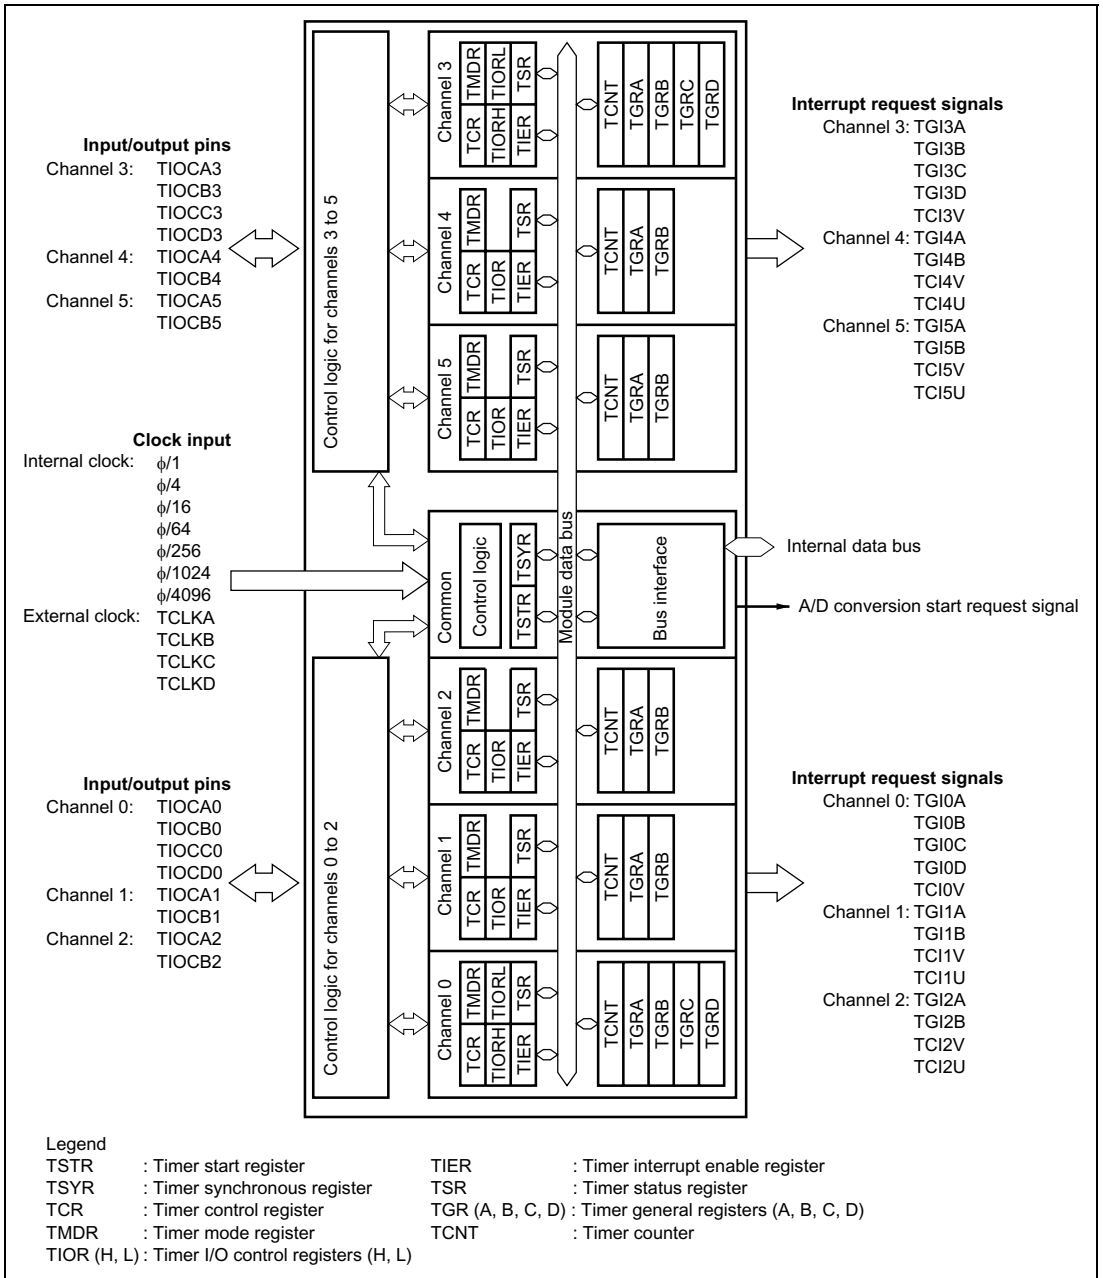 Input/output pins
Channel 3: TIOCA3
TIOCB3
TIOCC3
TIOCD3
Channel 4: TIOCA4
TIOCB4
Channel 5: TIOCA5
TIOCB5
Clock input
Internal clock: ϕ/1
ϕ/4
ϕ/16
ϕ/64
ϕ/256
ϕ/1024
ϕ/4096
External clock: TCLKA
TCLKB
TCLKC
TCLKD
Input/output pins
Channel 0: TIOCA0
TIOCB0
TIOCC0
TIOCD0
Channel 1: TIOCA1
TIOCB1
Channel 2: TIOCA2
TIOCB2
Control logic for channels 3 to 5
Control logic for channels 0 to 2
Channel 3
TCR
TMDR
TIORH
TIORL
TIER
TSR
TCNT
TGRA
TGRB
TGRC
TGRD
Channel 4
TCR
TMDR
TIOR
TIER
TSR
TCNT
TGRA
TGRB
Channel 5
TCR
TMDR
TIOR
TIER
TSR
TCNT
TGRA
TGRB
Common
Control logic
TSTR
TSYR
Module data bus
Bus interface
Channel 2
TCR
TMDR
TIOR
TIER
TSR
TCNT
TGRA
TGRB
Channel 1
TCR
TMDR
TIOR
TIER
TSR
TCNT
TGRA
TGRB
Channel 0
TCR
TMDR
TIORH
TIORL
TIER
TSR
TCNT
TGRA
TGRB
TGRC
TGRD
Interrupt request signals
Channel 3: TGI3A
TGI3B
TGI3C
TGI3D
TCI3V
Channel 4: TGI4A
TGI4B
TCI4V
TCI4U
Channel 5: TGI5A
TGI5B
TCI5V
TCI5U
Internal data bus
A/D conversion start request signal
Interrupt request signals
Channel 0: TGI0A
TGI0B
TGI0C
TGI0D
TCI0V
Channel 1: TGI1A
TGI1B
TCI1V
TCI1U
Channel 2: TGI2A
TGI2B
TCI2V
TCI2U
Legend
TSTR : Timer start register
TSYR : Timer synchronous register
TCR : Timer control register
TMDR : Timer mode register
TIOR (H, L) : Timer I/O control registers (H, L)
TIER : Timer interrupt enable register
TSR : Timer status register
TGR (A, B, C, D) : Timer general registers (A, B, C, D)
TCNT : Timer counter